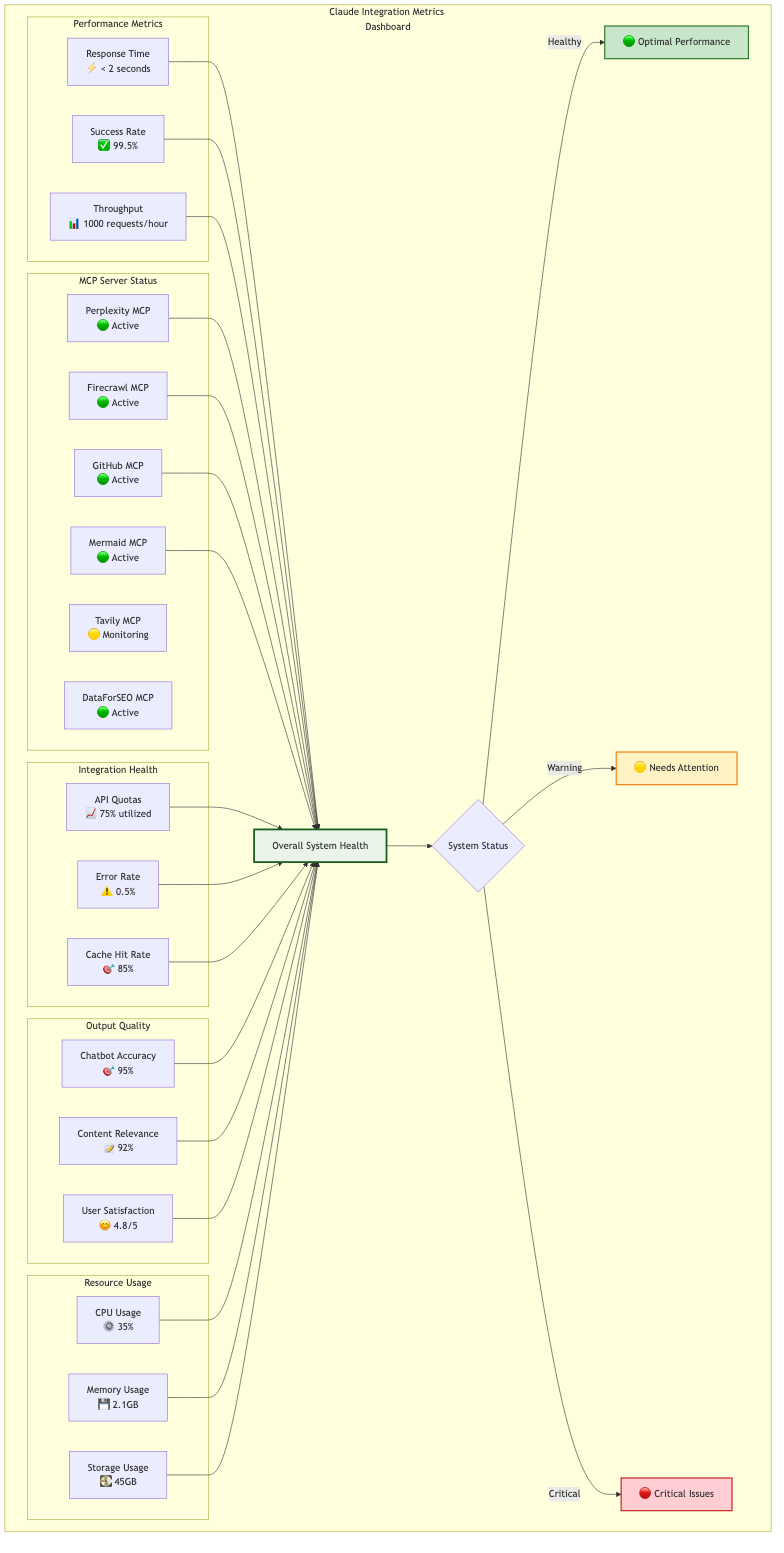 Claude Integration Metrics
Dashboard
Performance Metrics
Response Time
⚡ < 2 seconds
Success Rate
✅ 99.5%
Throughput
📊 1000 requests/hour
MCP Server Status
Perplexity MCP
🟢 Active
Firecrawl MCP
🟢 Active
GitHub MCP
🟢 Active
Mermaid MCP
🟢 Active
Tavily MCP
🟡 Monitoring
DataForSEO MCP
🟢 Active
Integration Health
API Quotas
📈 75% utilized
Error Rate
⚠️ 0.5%
Cache Hit Rate
🎯 85%
Output Quality
Chatbot Accuracy
🎯 95%
Content Relevance
📝 92%
User Satisfaction
😊 4.8/5
Resource Usage
CPU Usage
⚙️ 35%
Memory Usage
💾 2.1GB
Storage Usage
💽 45GB
Overall System Health
System Status
Healthy
🟢 Optimal Performance
Warning
🟡 Needs Attention
Critical
🔴 Critical Issues